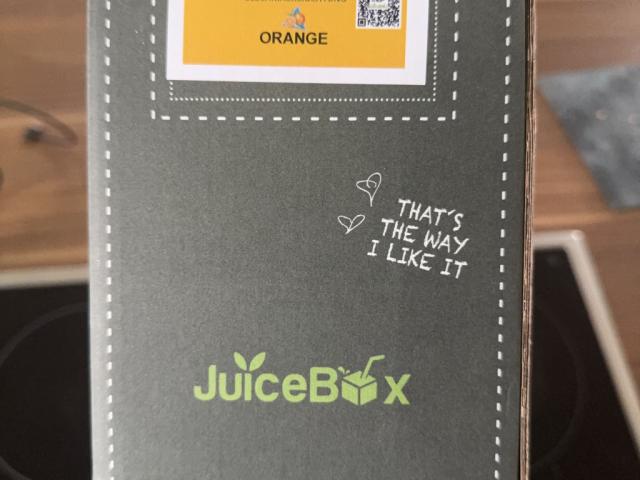 ORANGE
THAT'S
THE WAY
I LIKE IT
JuiceBox